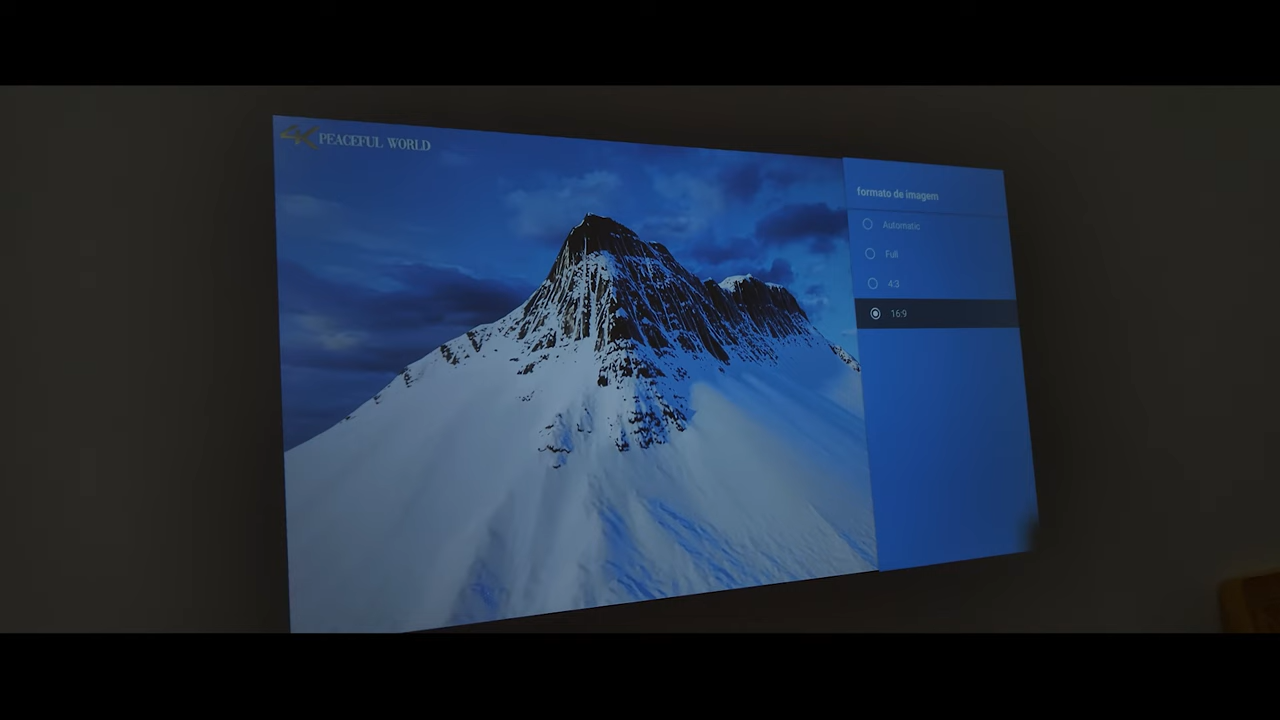 4K PEACEFUL WORLD
formato de imagem
Automatic
Full
4:3
16:9